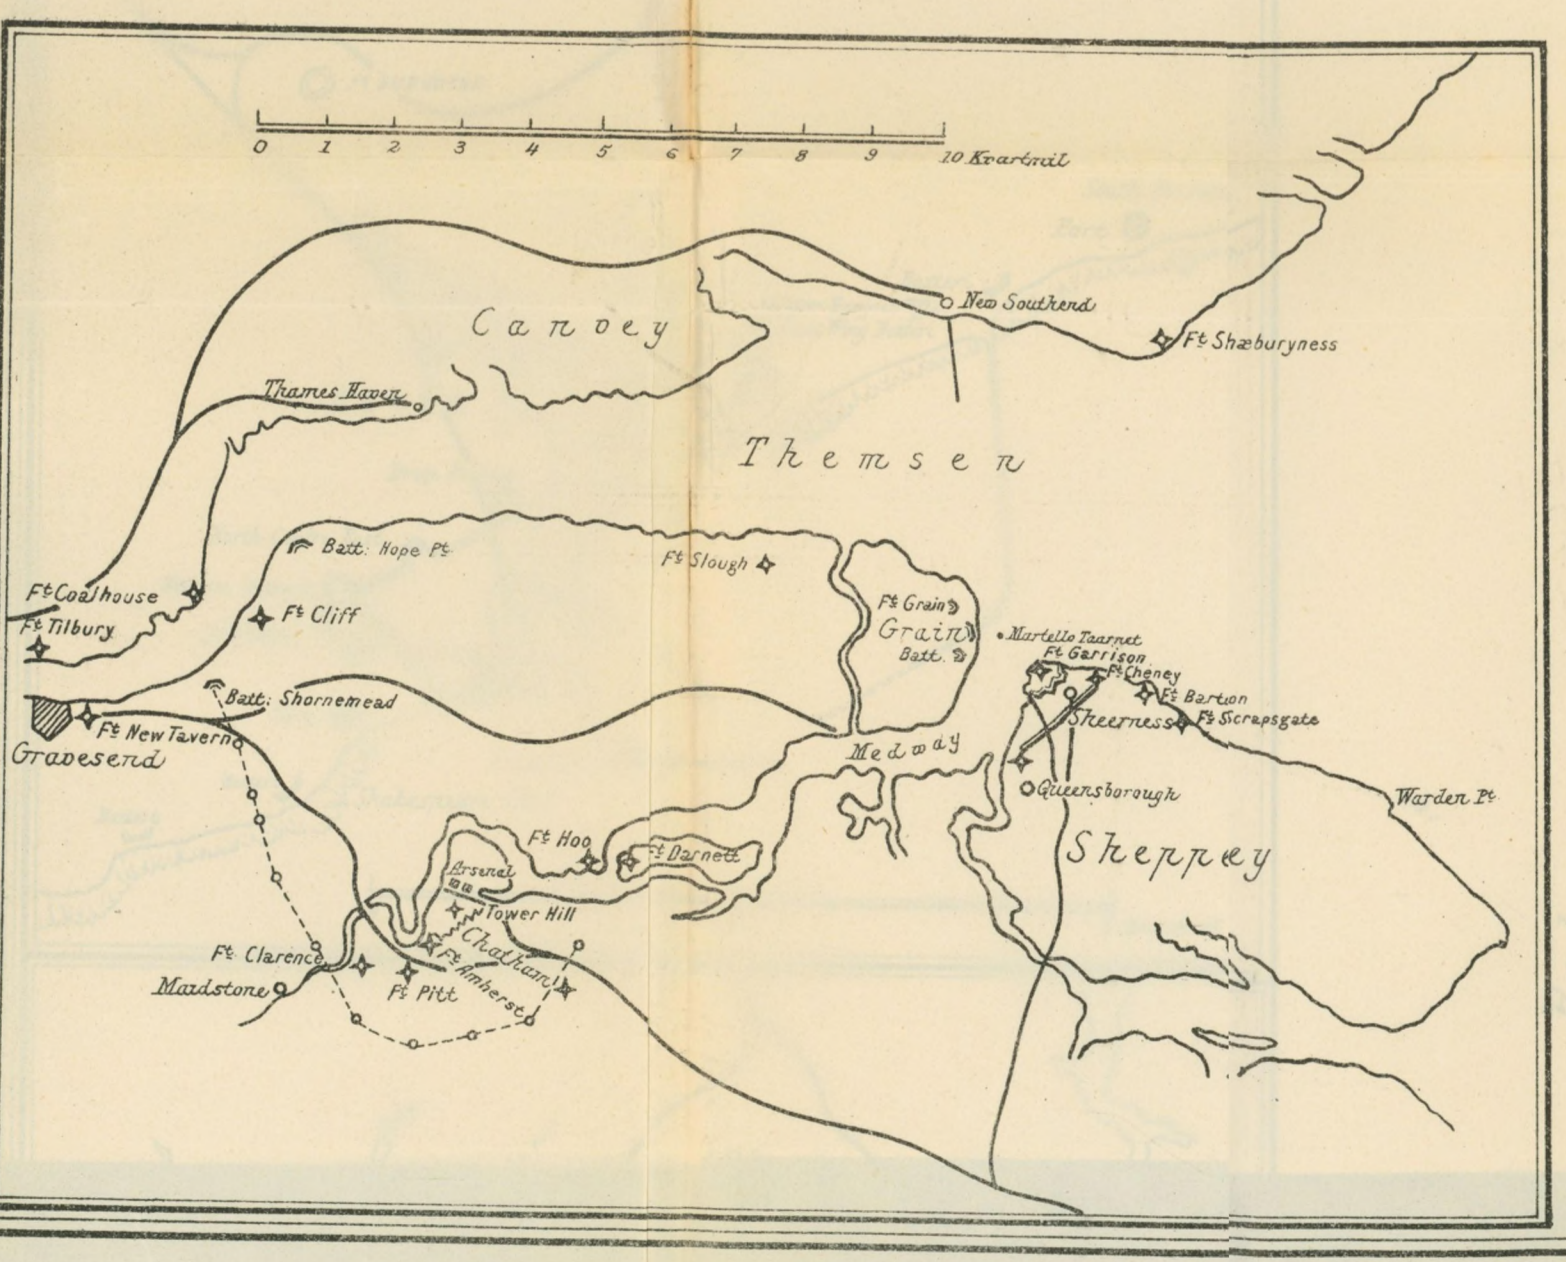 0 1 2 3 4 5 6 7 8 9 10 Kvartmil
New Southend
Canvey
Ft Shæburyness
Thames Haven
Themsen
Batt: Hope Pt
Ft Slough
Ft Coalhouse
Ft Cliff
Ft Grain
Ft Tilbury
Grain
Martello Taarnet
Batt.
Ft Garrison
Ft Cheney
Batt: Shornemead
Ft Barton
Sheerness
Ft Scrapsgate
Ft New Tavern
Gravesend
Medway
Queensborough
Warden Pt
Ft Hoo
Ft Darnett
Sheppey
Arsenal
Tower Hill
Chatham
Ft Clarence
Ft Amherst
Maidstone
Ft Pitt